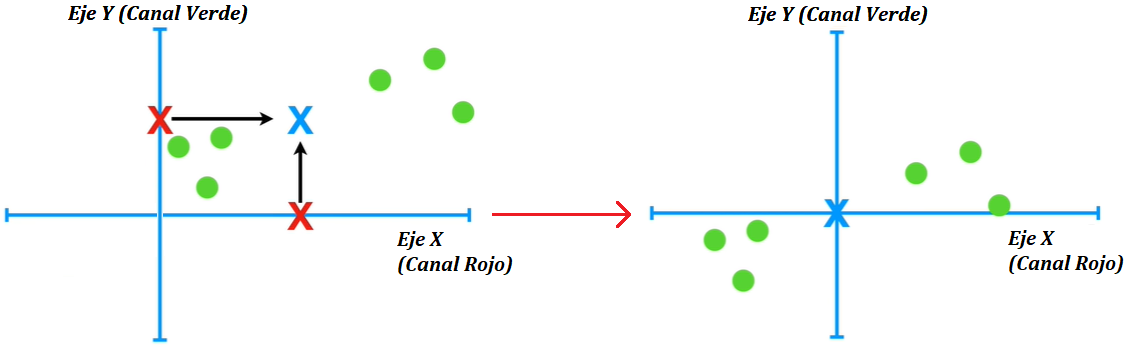 Eje Y (Canal Verde)
X
X
X
Eje X
(Canal Rojo)
Eje Y (Canal Verde)
X
Eje X
(Canal Rojo)